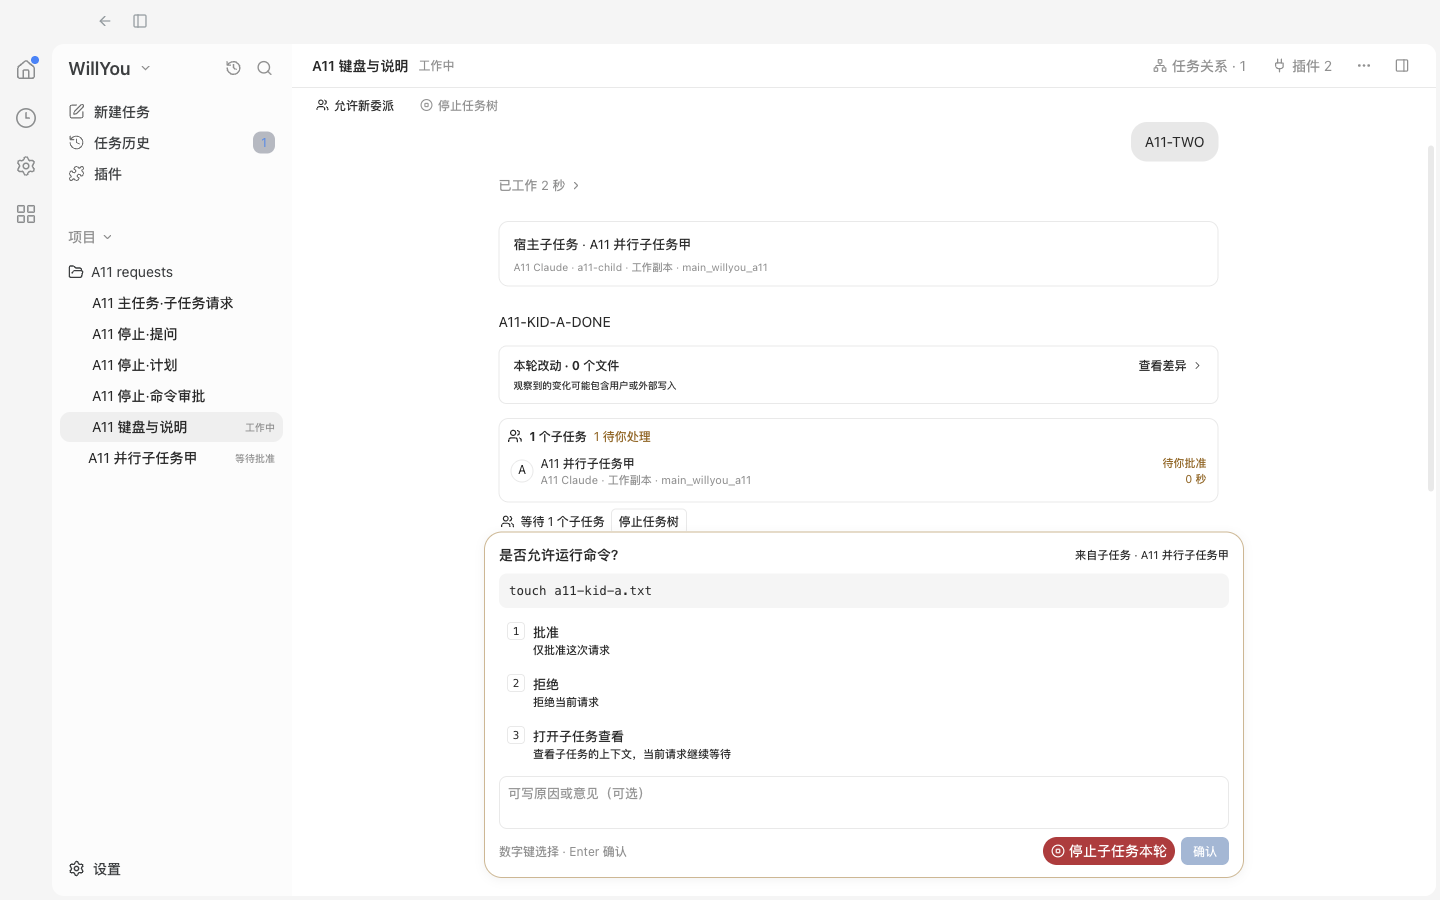 WillYou
新建任务
任务历史 1
插件
项目
A11 requests
A11 主任务·子任务请求
A11 停止·提问
A11 停止·计划
A11 停止·命令审批
A11 键盘与说明 工作中
A11 并行子任务甲 等待批准
设置
A11 键盘与说明 工作中
任务关系 · 1 插件 2
允许新委派 停止任务树
A11-TWO
已工作 2 秒
宿主子任务 · A11 并行子任务甲
A11 Claude · a11-child · 工作副本 · main_willyou_a11
A11-KID-A-DONE
本轮改动 · 0 个文件 查看差异
观察到的变化可能包含用户或外部写入
1 个子任务 1 待你处理
A
A11 并行子任务甲 待你批准
A11 Claude · 工作副本 · main_willyou_a11 0 秒
等待 1 个子任务 停止任务树
是否允许运行命令？ 来自子任务 · A11 并行子任务甲
touch a11-kid-a.txt
1 批准
仅批准这次请求
2 拒绝
拒绝当前请求
3 打开子任务查看
查看子任务的上下文，当前请求继续等待
可写原因或意见（可选）
数字键选择 · Enter 确认 停止子任务本轮 确认